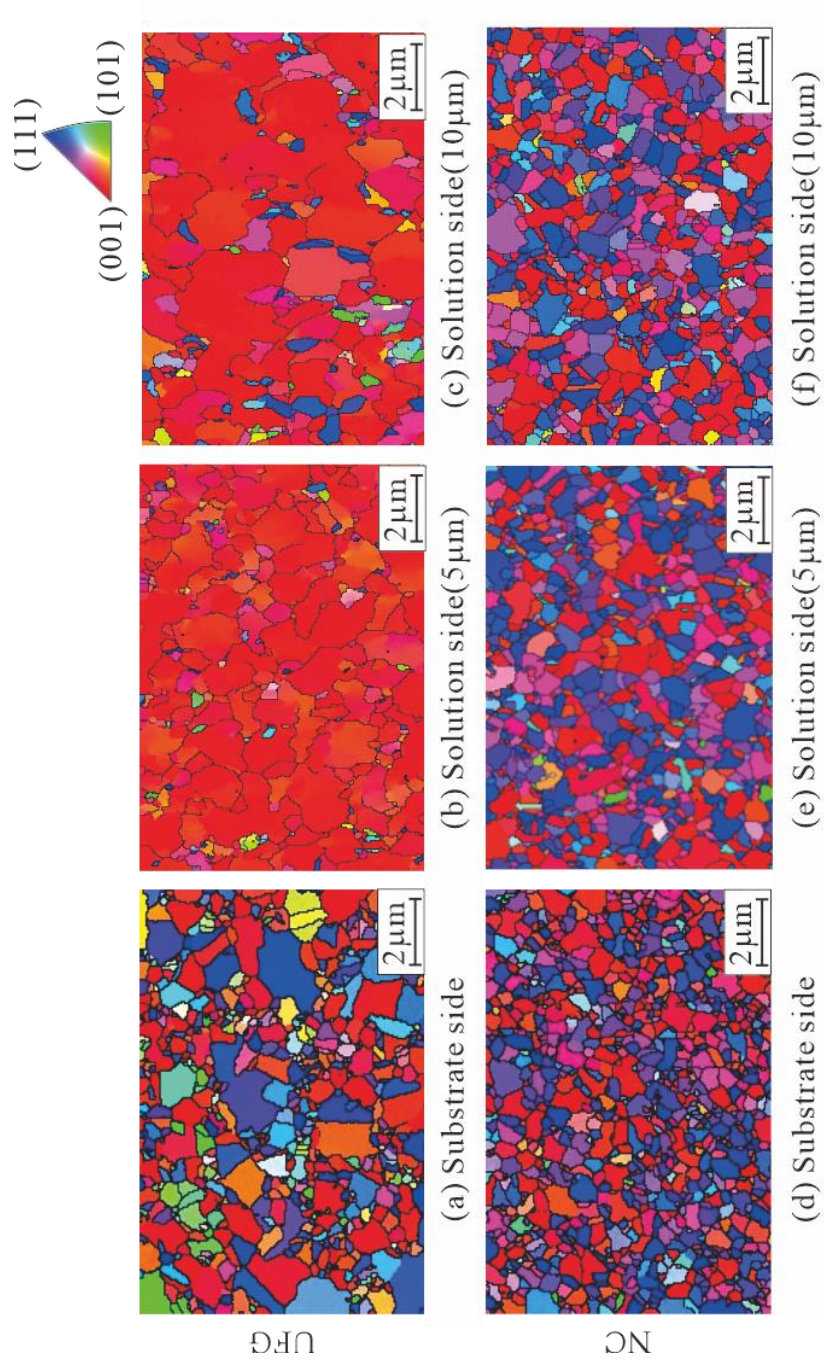 (111)
(001)
(101)
UFG
2μm
2μm
2μm
(a) Substrate side
(b) Solution side(5μm)
(c) Solution side(10μm)
NC
2μm
2μm
2μm
(d) Substrate side
(e) Solution side(5μm)
(f) Solution side(10μm)